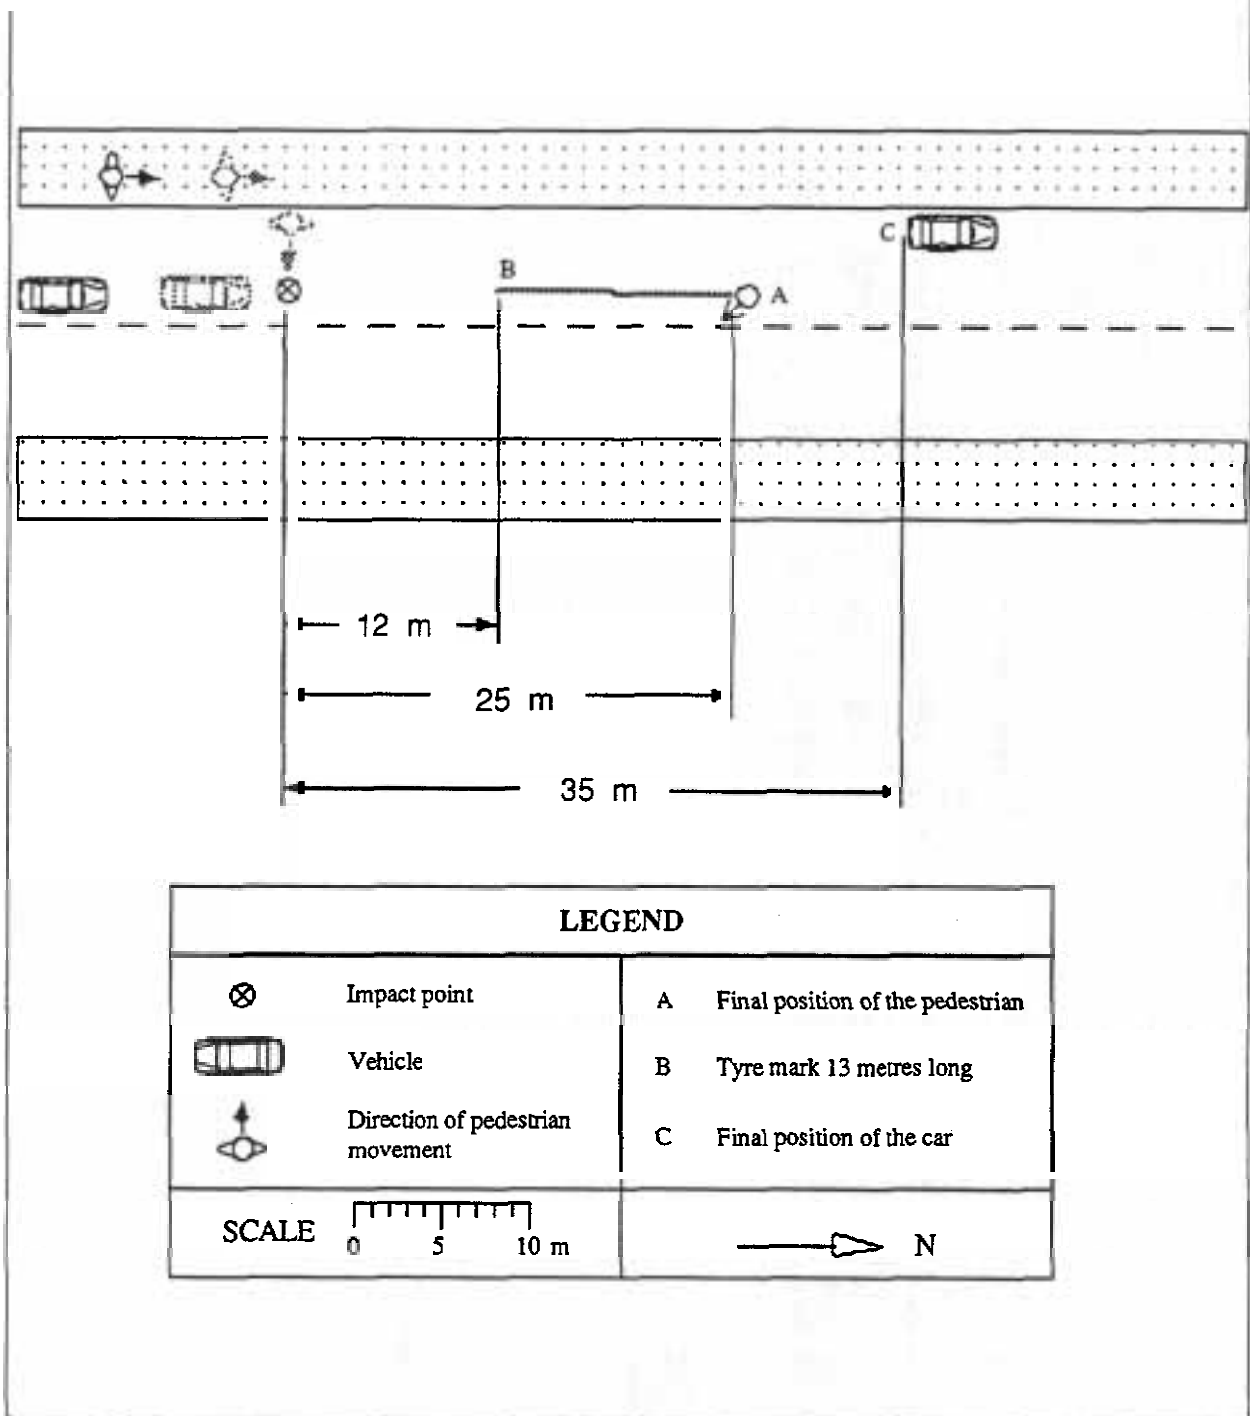 C
B
A
12 m
25 m
35 m
LEGEND
Impact point
A Final position of the pedestrian
Vehicle
B Tyre mark 13 metres long
Direction of pedestrian
movement
C Final position of the car
SCALE
0 5 10 m
N